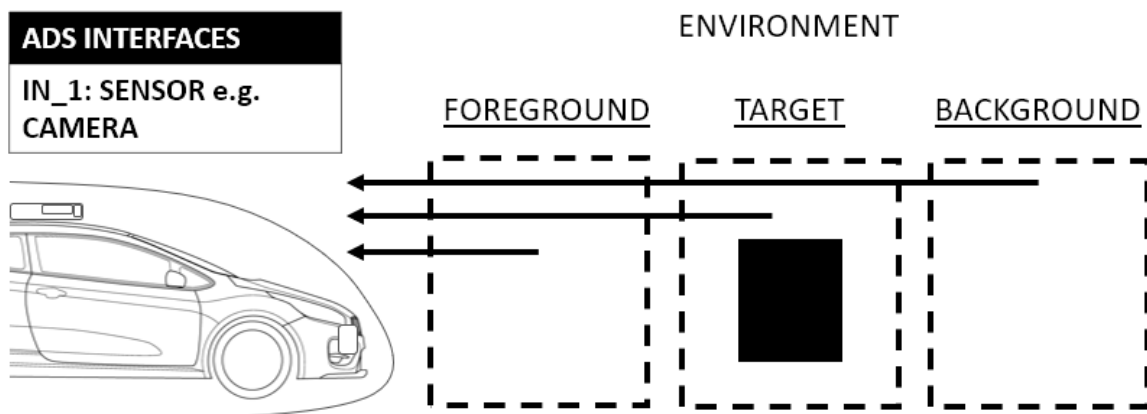 ADS INTERFACES
IN_1: SENSOR e.g.
CAMERA
ENVIRONMENT
FOREGROUND TARGET BACKGROUND